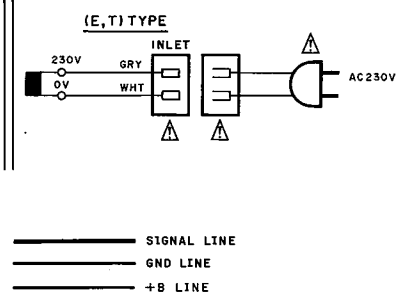 (E,T) TYPE
INLET
230V
GRY
0V
WHT
AC230V
SIGNAL LINE
GND LINE
+B LINE